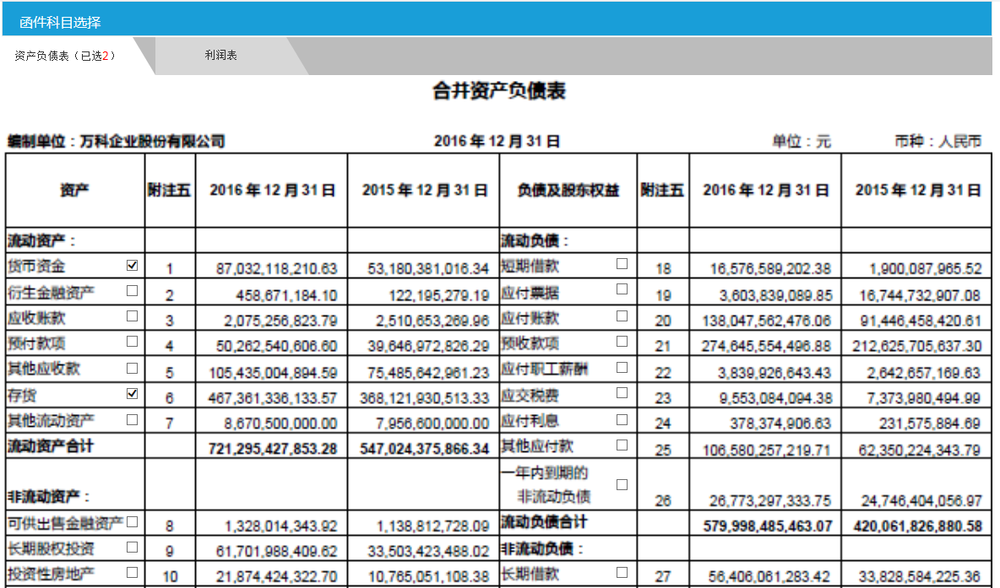 函件科目选择
资产负债表（已选2） 利润表
合并资产负债表
编制单位：万科企业股份有限公司 2016 年 12 月 31 日 单位：元 币种：人民币
资产 附注五 2016 年 12 月 31 日 2015 年 12 月 31 日 负债及股东权益 附注五 2016 年 12 月 31 日 2015 年 12 月 31 日
流动资产： 流动负债：
货币资金 1 87,032,118,210.63 53,180,381,016.34 短期借款 18 16,576,589,202.38 1,900,087,965.52
衍生金融资产 2 458,671,184.10 122,195,279.19 应付票据 19 3,603,839,089.85 16,744,732,907.08
应收账款 3 2,075,256,823.79 2,510,653,269.96 应付账款 20 138,047,562,476.06 91,446,458,420.61
预付款项 4 50,262,540,606.60 39,646,972,826.29 预收款项 21 274,645,554,496.88 212,625,705,637.30
其他应收款 5 105,435,004,894.59 75,485,642,961.23 应付职工薪酬 22 3,839,926,643.43 2,642,657,169.63
存货 6 467,361,336,133.57 368,121,930,513.33 应交税费 23 9,553,084,094.38 7,373,980,494.99
其他流动资产 7 8,670,500,000.00 7,956,600,000.00 应付利息 24 378,374,906.63 231,575,884.69
流动资产合计 721,295,427,853.28 547,024,375,866.34 其他应付款 25 106,580,257,219.71 62,350,224,343.79
一年内到期的
非流动资产： 非流动负债 26 26,773,297,333.75 24,746,404,056.97
可供出售金融资产 8 1,328,014,343.92 1,138,812,728.09 流动负债合计 579,998,485,463.07 420,061,826,880.58
长期股权投资 9 61,701,988,409.62 33,503,423,488.02 非流动负债：
投资性房地产 10 21,874,424,322.70 10,765,051,108.38 长期借款 27 56,406,061,283.42 33,828,584,225.36